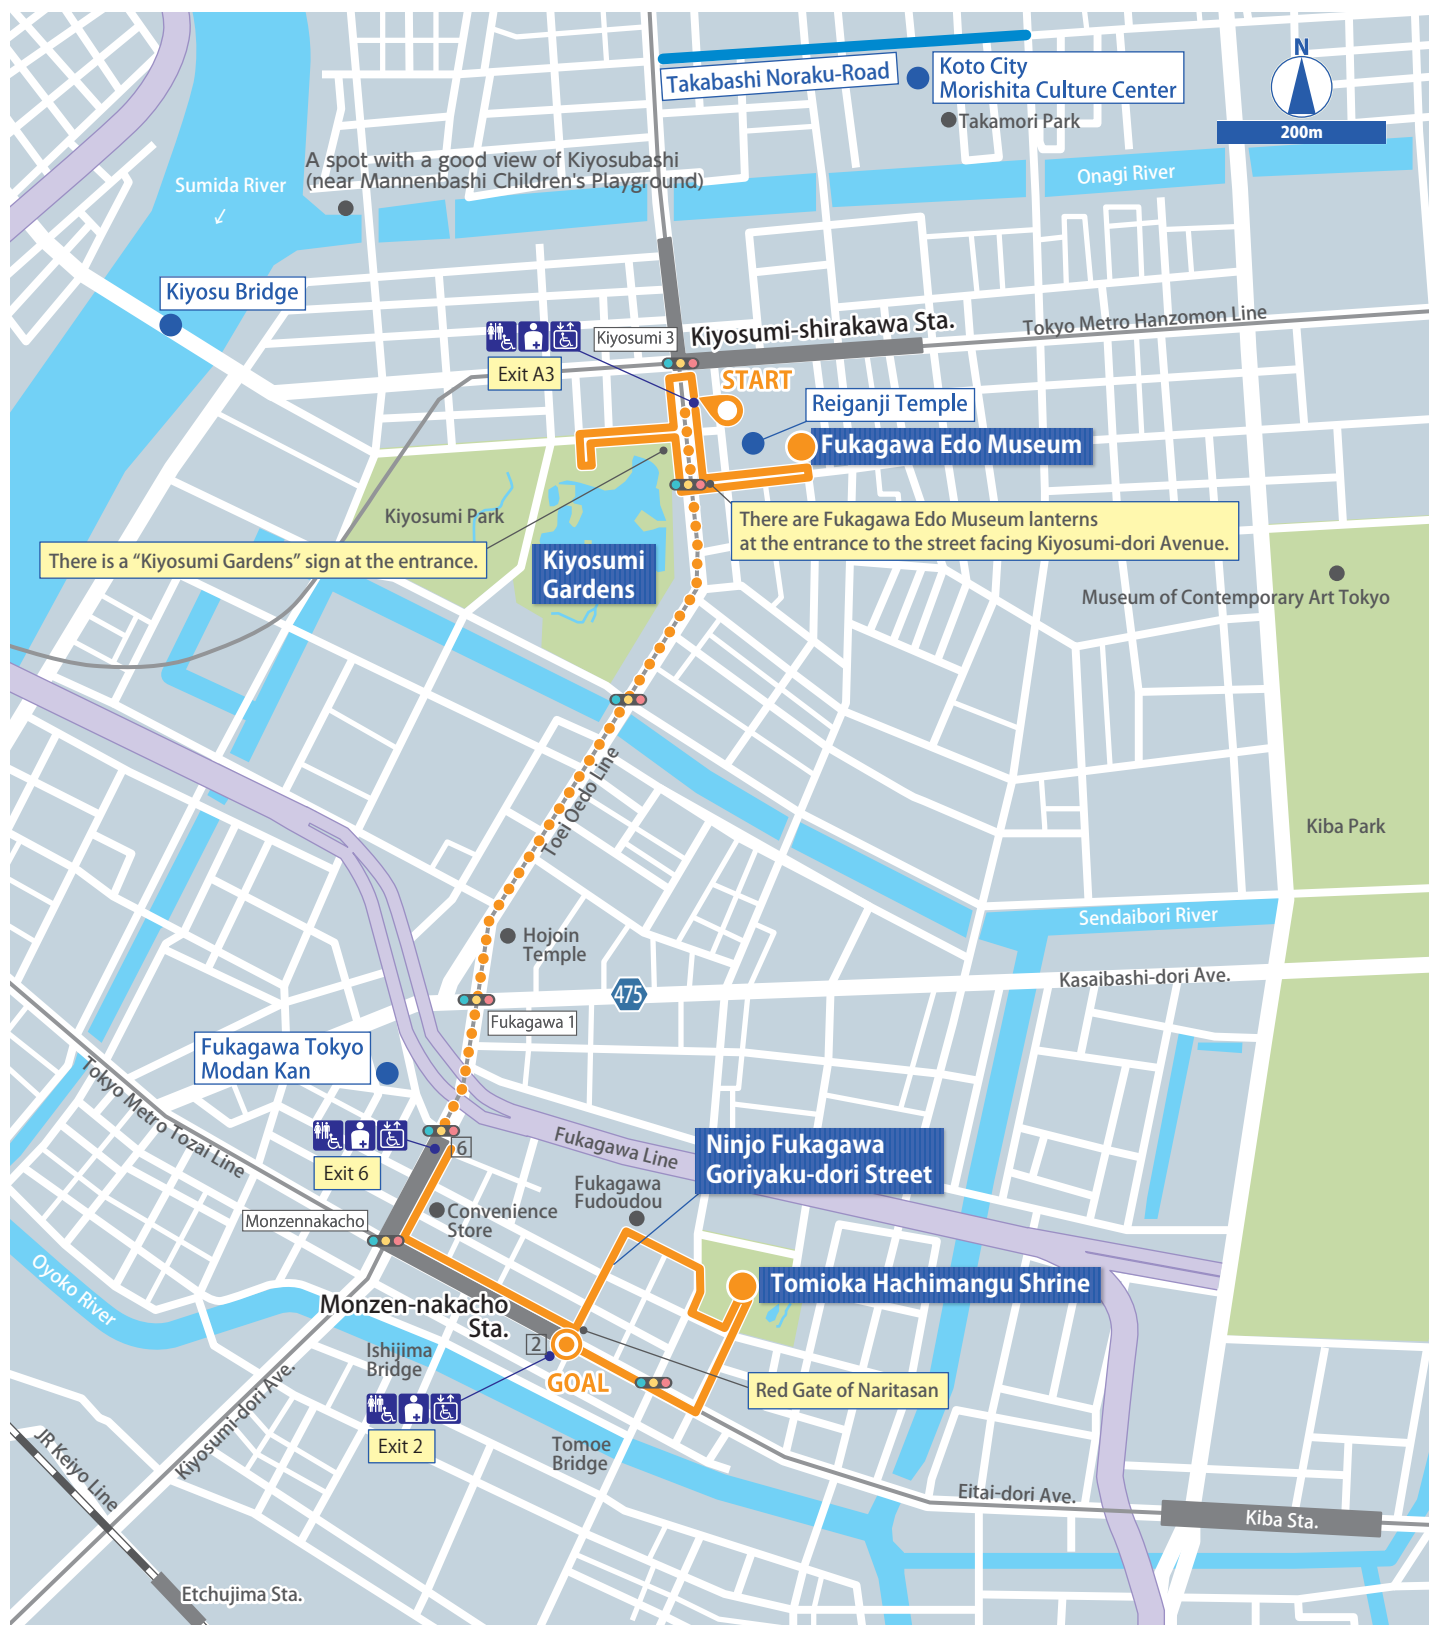 N
200m
Takabashi Noraku-Road
Koto City
Morishita Culture Center
Takamori Park
A spot with a good view of Kiyosubashi
(near Mannenbashi Children's Playground)
Sumida River
↙
Onagi River
Kiyosu Bridge
Kiyosumi 3
Kiyosumi-shirakawa Sta.
Tokyo Metro Hanzomon Line
Exit A3
START
Reiganji Temple
Fukagawa Edo Museum
Kiyosumi Park
There are Fukagawa Edo Museum lanterns
at the entrance to the street facing Kiyosumi-dori Avenue.
There is a “Kiyosumi Gardens” sign at the entrance.
Kiyosumi
Gardens
Museum of Contemporary Art Tokyo
Toei Oedo Line
Kiba Park
Sendaibori River
Hojoin
Temple
Kasaibashi-dori Ave.
475
Fukagawa 1
Fukagawa Tokyo
Modan Kan
Tokyo Metro Tozai Line
Fukagawa Line
Ninjo Fukagawa
Goriyaku-dori Street
6
Exit 6
Fukagawa
Fudoudou
Convenience
Store
Monzennakacho
Oyoko River
Tomioka Hachimangu Shrine
Monzen-nakacho
Sta.
2
Ishijima
Bridge
GOAL
Red Gate of Naritasan
Exit 2
Kiyosumi-dori Ave.
Tomoe
Bridge
JR Keiyo Line
Eitai-dori Ave.
Kiba Sta.
Etchujima Sta.